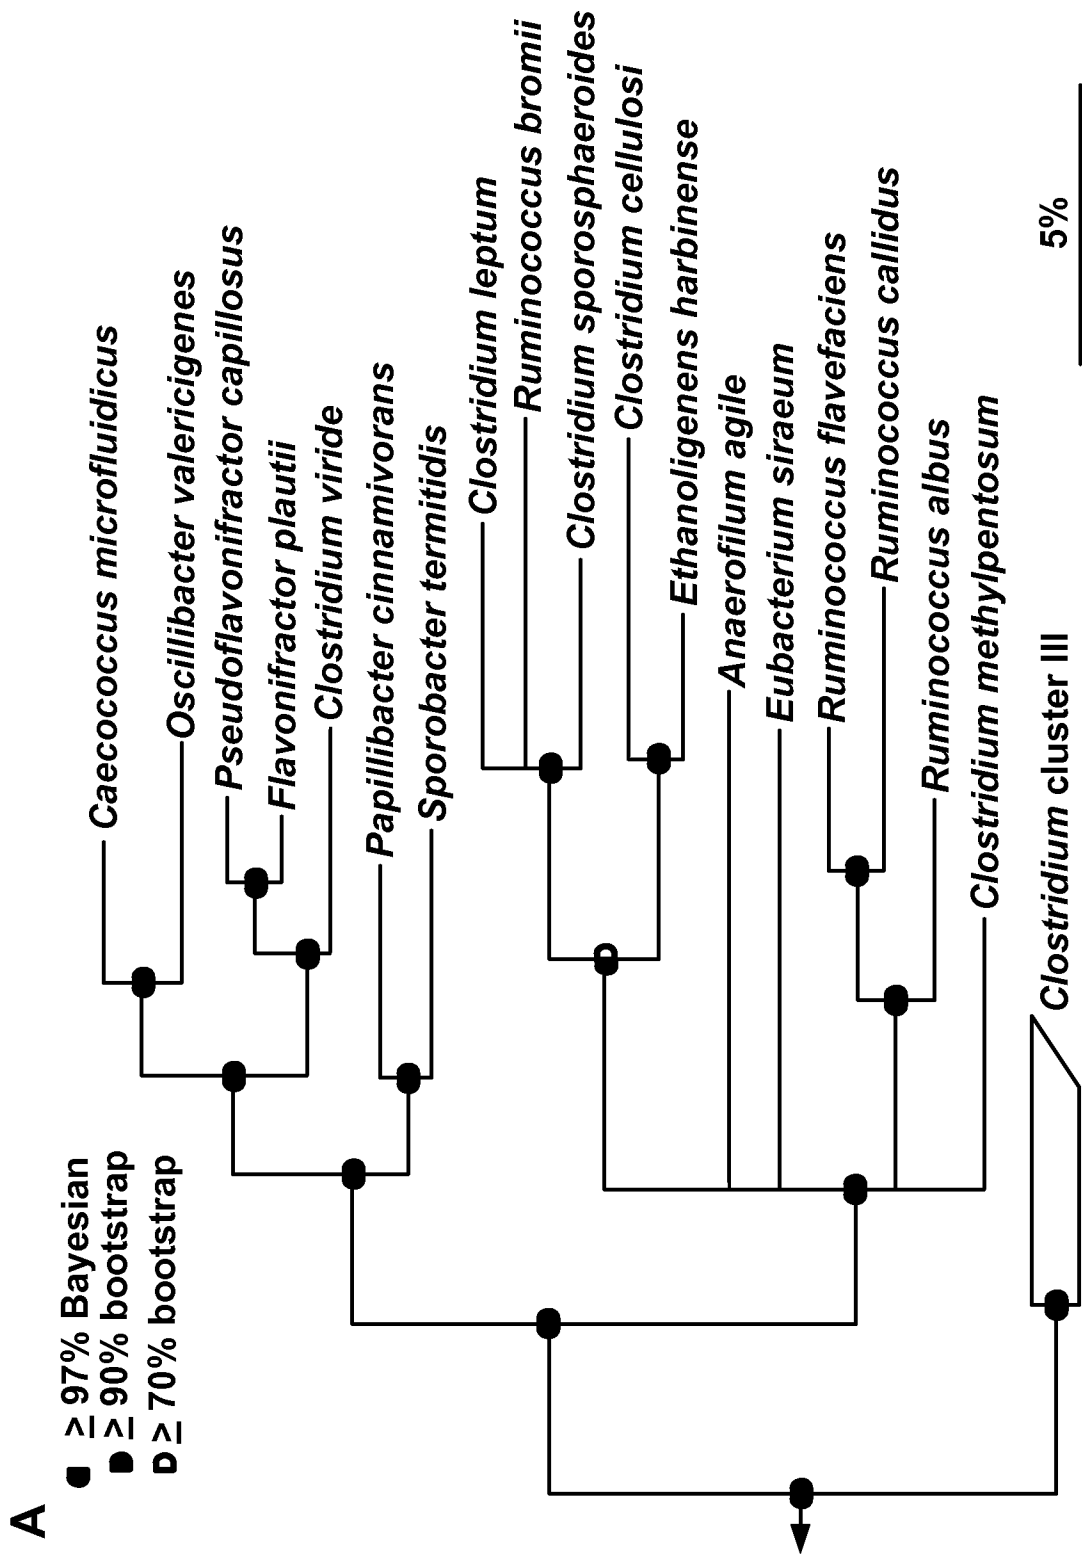 A
≥ 97% Bayesian
≥ 90% bootstrap
≥ 70% bootstrap
Caecococcus microfluidicus
Oscillibacter valericigenes
Pseudoflavonifractor capillosus
Flavonifractor plautii
Clostridium viride
Papillibacter cinnamivorans
Sporobacter termitidis
Clostridium leptum
Ruminococcus bromii
Clostridium sporosphaeroides
Clostridium cellulosi
Ethanoligenens harbinense
Anaerofilum agile
Eubacterium siraeum
Ruminococcus flavefaciens
Ruminococcus callidus
Ruminococcus albus
Clostridium methylpentosum
Clostridium cluster III
5%